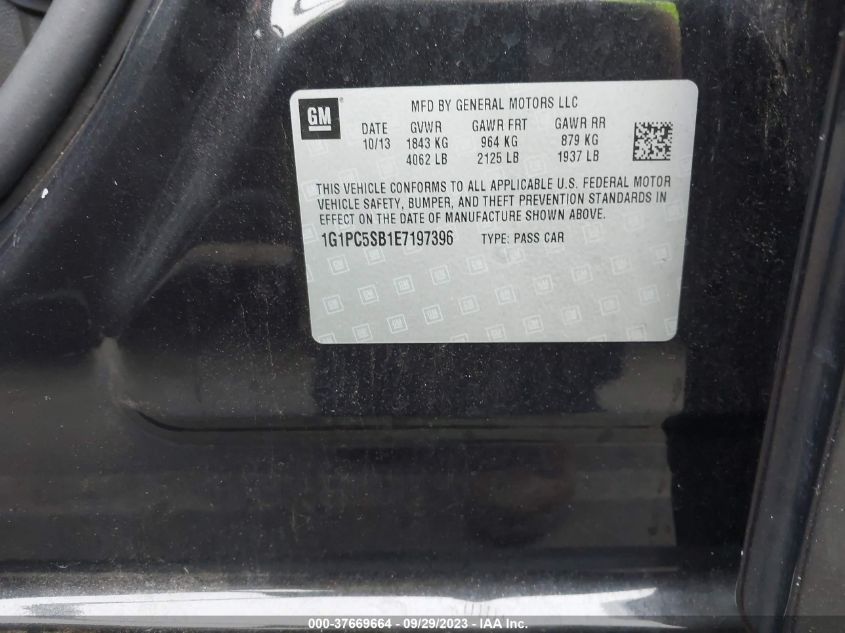 GM
MFD BY GENERAL MOTORS LLC
DATE GVWR GAWR FRT GAWR RR
10/13 1843 KG 964 KG 879 KG
4062 LB 2125 LB 1937 LB
THIS VEHICLE CONFORMS TO ALL APPLICABLE U.S. FEDERAL MOTOR
VEHICLE SAFETY, BUMPER, AND THEFT PREVENTION STANDARDS IN
EFFECT ON THE DATE OF MANUFACTURE SHOWN ABOVE.
1G1PC5SB1E7197396 TYPE: PASS CAR
000-37669664 - 09/29/2023 - www.iaai.com.